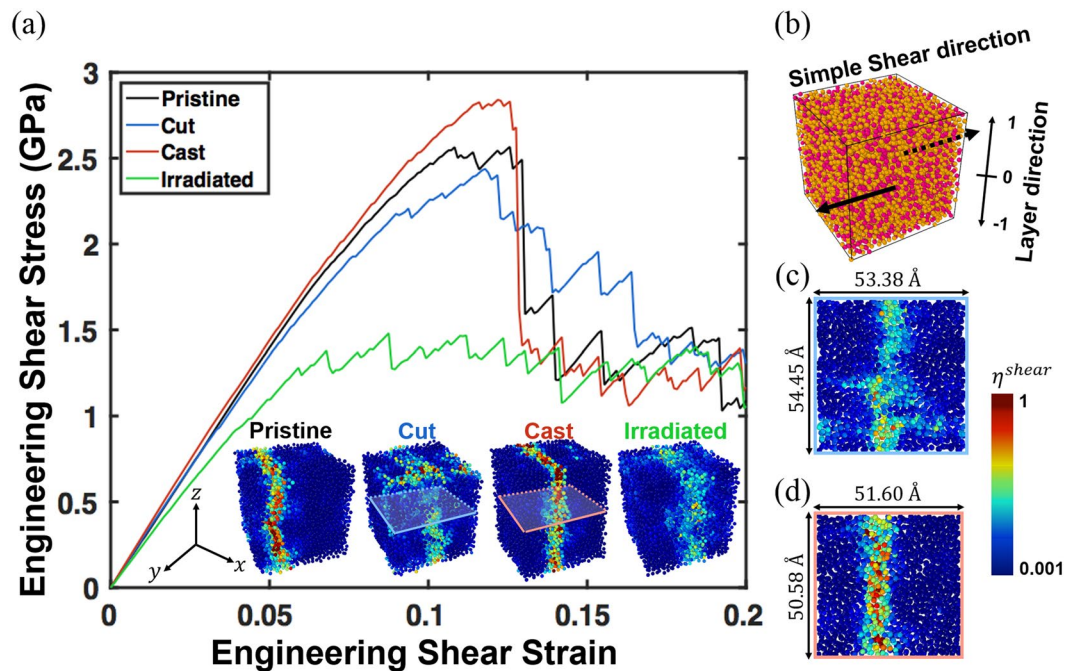 (a)
Engineering Shear Stress (GPa)
3
2.5
2
1.5
1
0.5
0
Pristine
Cut
Cast
Irradiated
Pristine
Cut
Cast
Irradiated
z
y
x
0
0.05
0.1
0.15
0.2
Engineering Shear Strain
(b)
Simple Shear direction
1
0
-1
Layer direction
(c)
53.38 Å
54.45 Å
(d)
51.60 Å
50.58 Å
η^shear
1
0.001